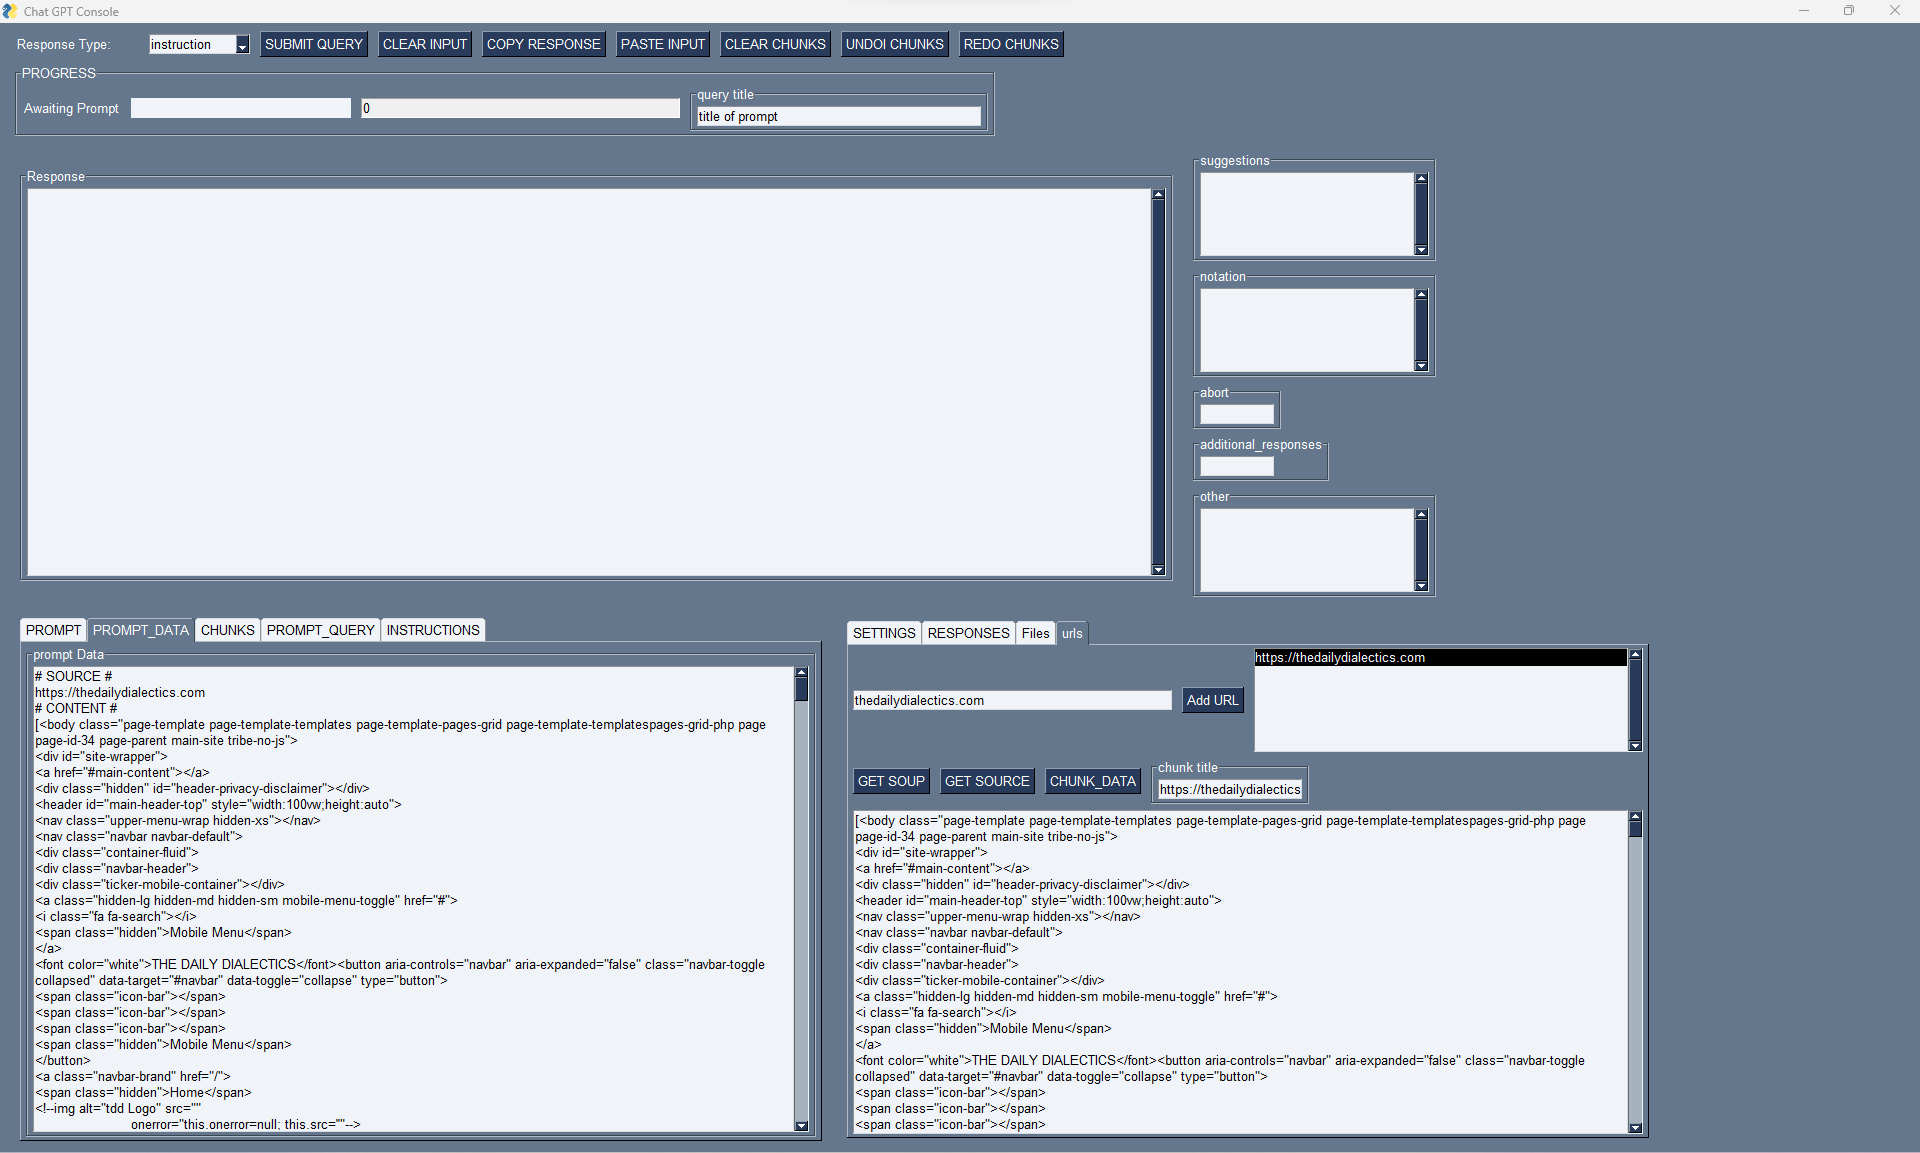 Chat GPT Console
Response Type: instruction SUBMIT QUERY CLEAR INPUT COPY RESPONSE PASTE INPUT CLEAR CHUNKS UNDOI CHUNKS REDO CHUNKS
PROGRESS
query title
Awaiting Prompt 0 title of prompt
Response
suggestions
notation
abort
additional_responses
other
PROMPT PROMPT_DATA CHUNKS PROMPT_QUERY INSTRUCTIONS
prompt Data
# SOURCE #
https://thedailydialectics.com
# CONTENT #
[<body class="page-template page-template-templates page-template-pages-grid page-template-templatespages-grid-php page
page-id-34 page-parent main-site tribe-no-js">
<div id="site-wrapper">
<a href="#main-content"></a>
<div class="hidden" id="header-privacy-disclaimer"></div>
<header id="main-header-top" style="width:100vw;height:auto">
<nav class="upper-menu-wrap hidden-xs"></nav>
<nav class="navbar navbar-default">
<div class="container-fluid">
<div class="navbar-header">
<div class="ticker-mobile-container"></div>
<a class="hidden-lg hidden-md hidden-sm mobile-menu-toggle" href="#">
<i class="fa fa-search"></i>
<span class="hidden">Mobile Menu</span>
</a>
<font color="white">THE DAILY DIALECTICS</font><button aria-controls="navbar" aria-expanded="false" class="navbar-toggle
collapsed" data-target="#navbar" data-toggle="collapse" type="button">
<span class="icon-bar"></span>
<span class="icon-bar"></span>
<span class="icon-bar"></span>
<span class="hidden">Mobile Menu</span>
</button>
<a class="navbar-brand" href="/">
<span class="hidden">Home</span>
<!--img alt="tdd Logo" src=""
onerror="this.onerror=null; this.src=""-->
SETTINGS RESPONSES Files urls
https://thedailydialectics.com
thedailydialectics.com Add URL
chunk title
GET SOUP GET SOURCE CHUNK_DATA https://thedailydialectics
[<body class="page-template page-template-templates page-template-pages-grid page-template-templatespages-grid-php page
page-id-34 page-parent main-site tribe-no-js">
<div id="site-wrapper">
<a href="#main-content"></a>
<div class="hidden" id="header-privacy-disclaimer"></div>
<header id="main-header-top" style="width:100vw;height:auto">
<nav class="upper-menu-wrap hidden-xs"></nav>
<nav class="navbar navbar-default">
<div class="container-fluid">
<div class="navbar-header">
<div class="ticker-mobile-container"></div>
<a class="hidden-lg hidden-md hidden-sm mobile-menu-toggle" href="#">
<i class="fa fa-search"></i>
<span class="hidden">Mobile Menu</span>
</a>
<font color="white">THE DAILY DIALECTICS</font><button aria-controls="navbar" aria-expanded="false" class="navbar-toggle
collapsed" data-target="#navbar" data-toggle="collapse" type="button">
<span class="icon-bar"></span>
<span class="icon-bar"></span>
<span class="icon-bar"></span>